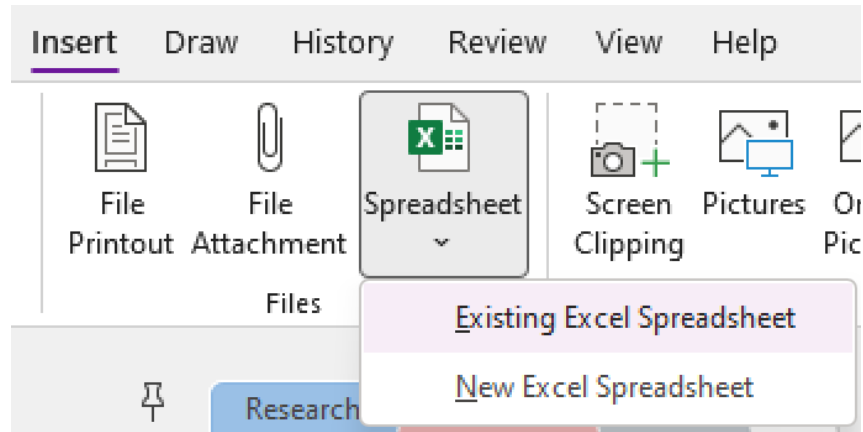 Insert Draw History Review View Help
File Printout
File Attachment
Spreadsheet
Screen Clipping
Pictures
Files
Existing Excel Spreadsheet
New Excel Spreadsheet
Research